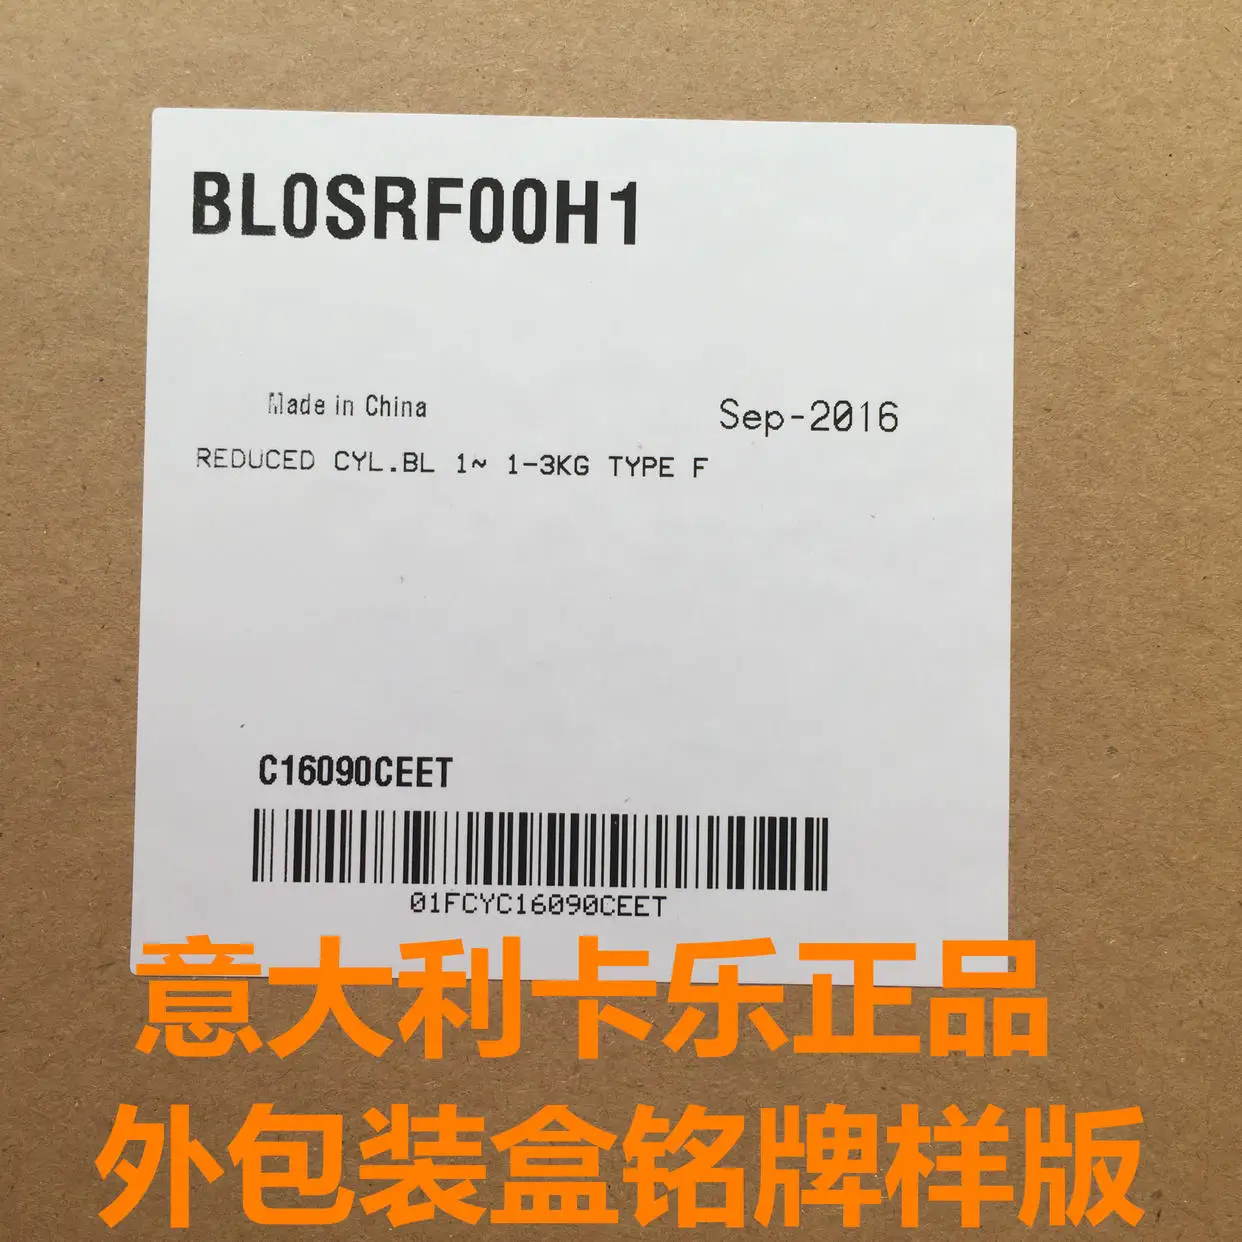 BL0SRF00H1
Made in China
Sep-2016
REDUCED CYL.BL 1~ 1-3KG TYPE F
C16090CEET
01FCYC16090CEET
意大利卡乐正品
外包装盒铭牌样版